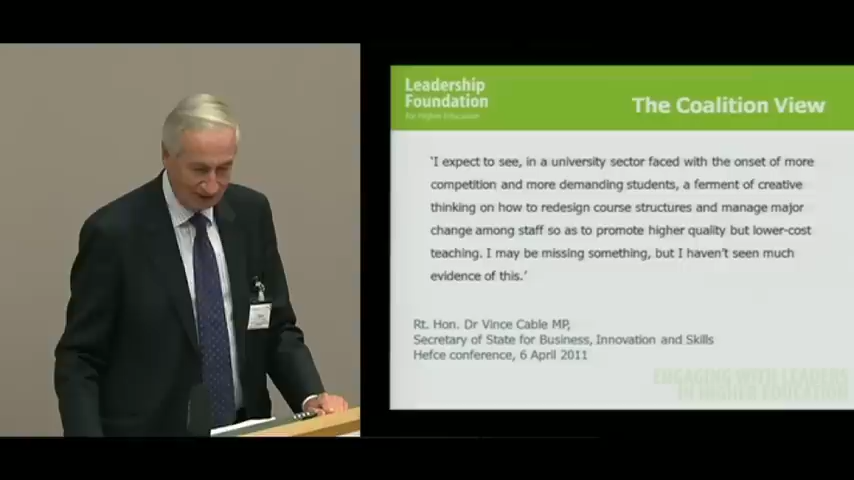 Leadership
Foundation
for Higher Education
The Coalition View
'I expect to see, in a university sector faced with the onset of more
competition and more demanding students, a ferment of creative
thinking on how to redesign course structures and manage major
change among staff so as to promote higher quality but lower-cost
teaching. I may be missing something, but I haven't seen much
evidence of this.'
Rt. Hon. Dr Vince Cable MP,
Secretary of State for Business, Innovation and Skills
Hefce conference, 6 April 2011
ENGAGING WITH LEADERS
IN HIGHER EDUCATION